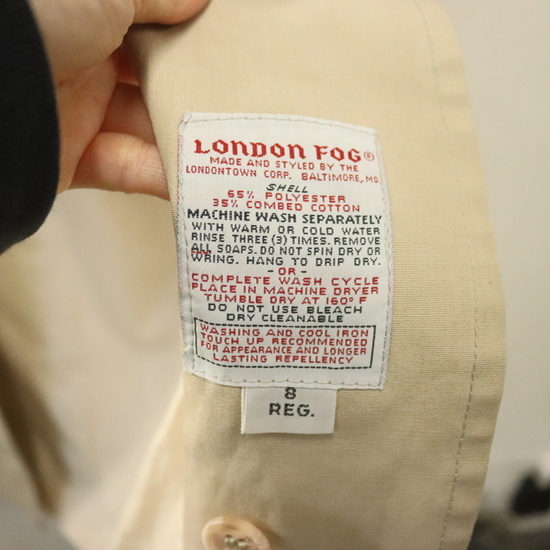 LONDON FOG®
MADE AND STYLED BY THE
LONDONTOWN CORP. BALTIMORE, MD.
SHELL
65% POLYESTER
35% COMBED COTTON
MACHINE WASH SEPARATELY
WITH WARM OR COLD WATER
RINSE THREE (3) TIMES. REMOVE
ALL SOAPS. DO NOT SPIN DRY OR
WRING. HANG TO DRIP DRY.
- OR -
COMPLETE WASH CYCLE
PLACE IN MACHINE DRYER
TUMBLE DRY AT 160° F
DO NOT USE BLEACH
DRY CLEANABLE
WASHING AND COOL IRON
TOUCH UP RECOMMENDED
FOR APPEARANCE AND LONGER
LASTING REPELLENCY
8
REG.